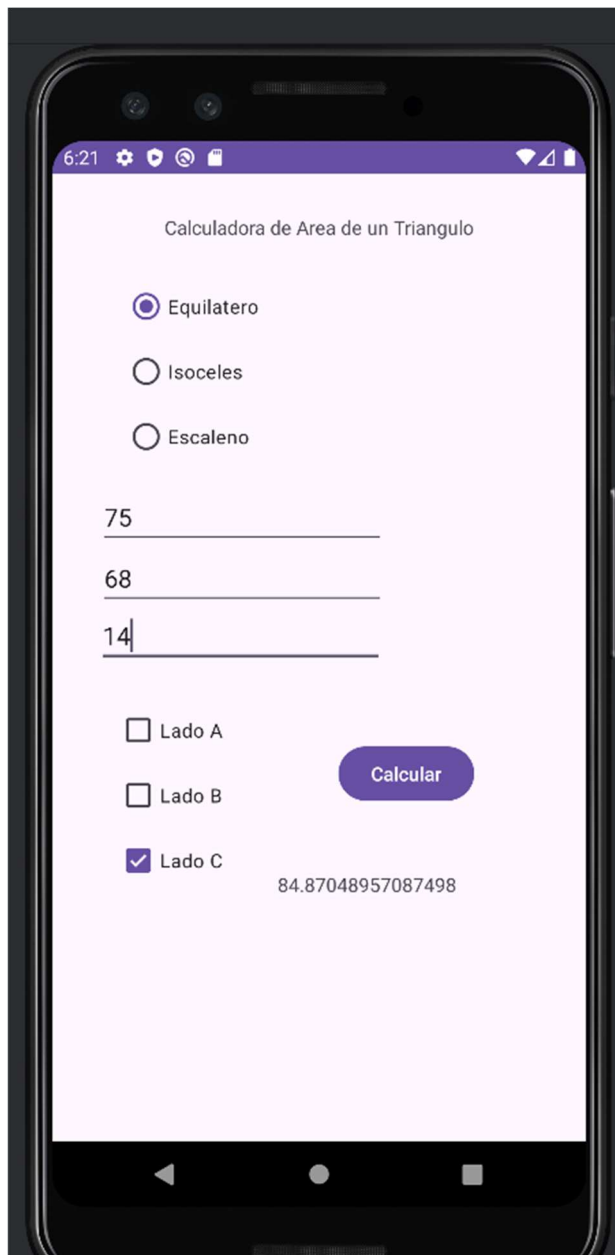 6:21
Calculadora de Area de un Triangulo
Equilatero
Isoceles
Escaleno
75
68
14
Lado A
Lado B
Calcular
Lado C
84.87048957087498